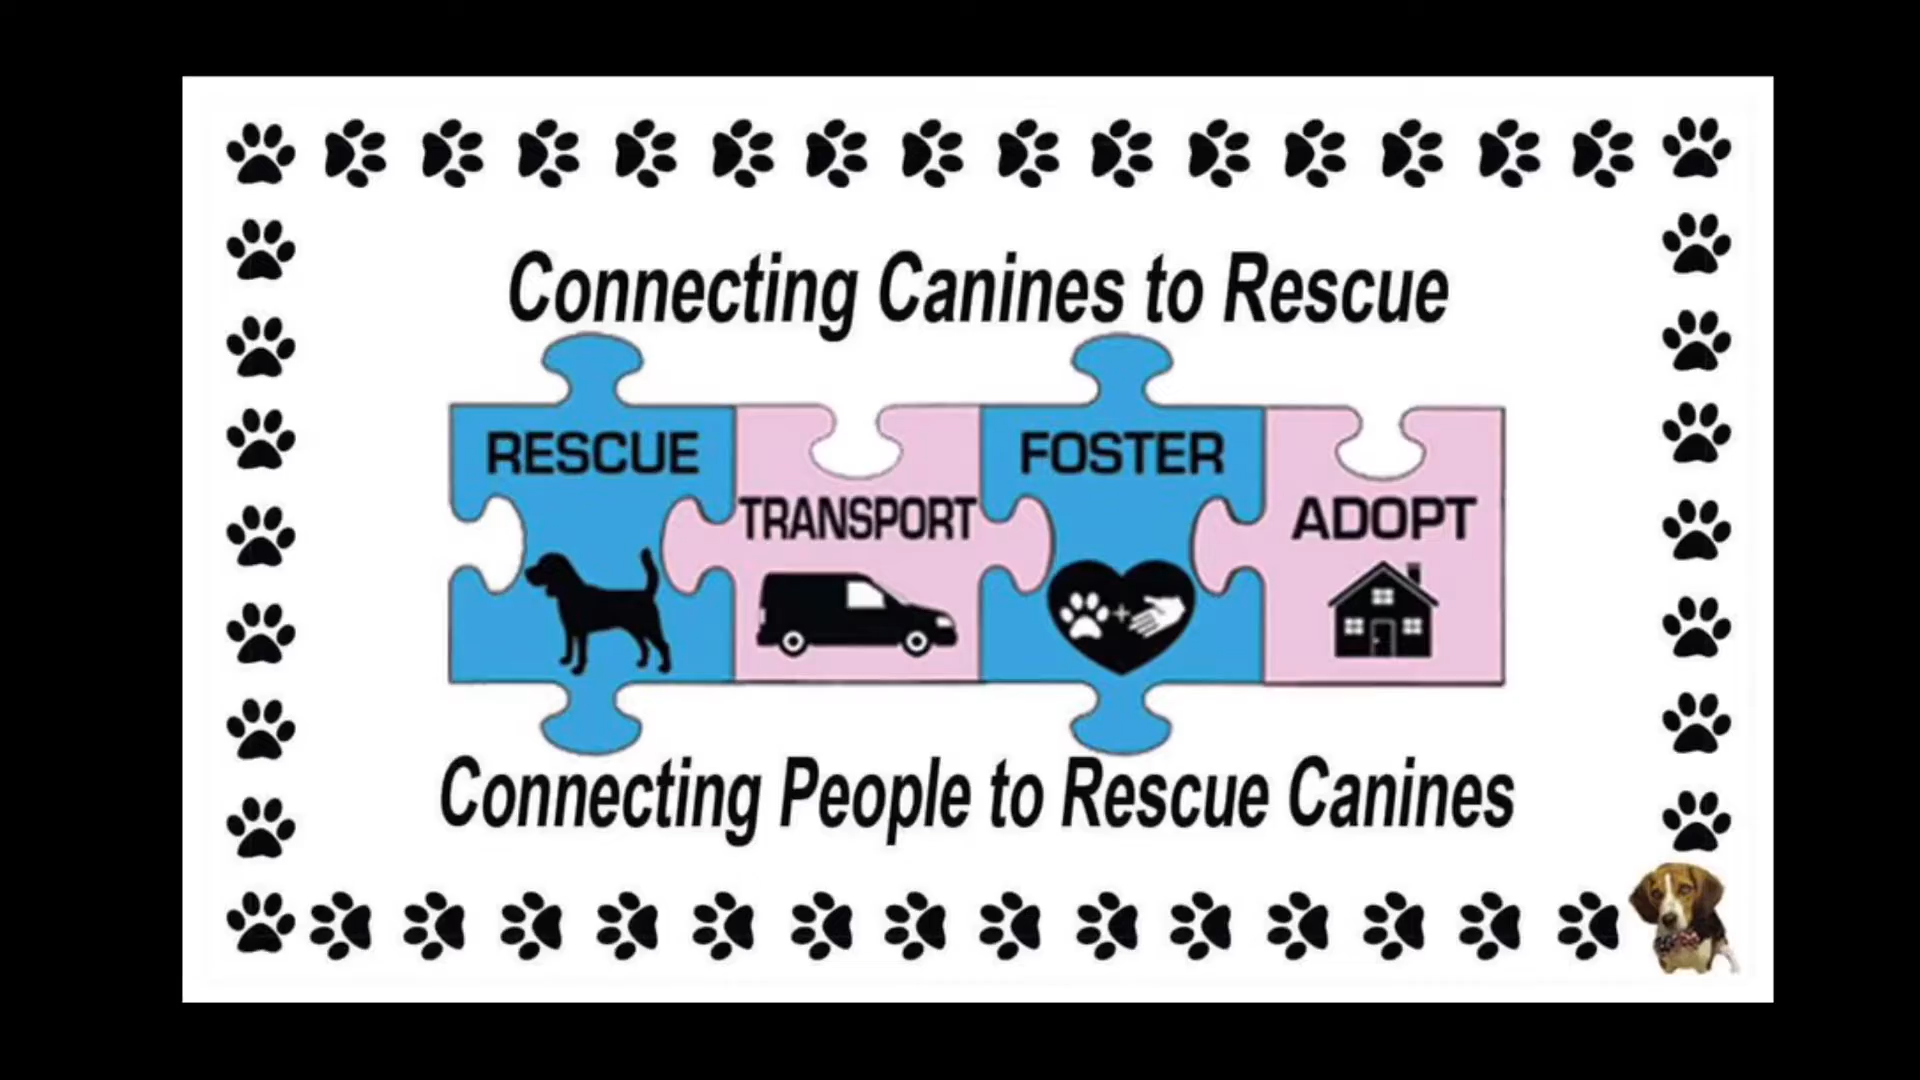 Connecting Canines to Rescue
RESCUE
TRANSPORT
FOSTER
ADOPT
Connecting People to Rescue Canines